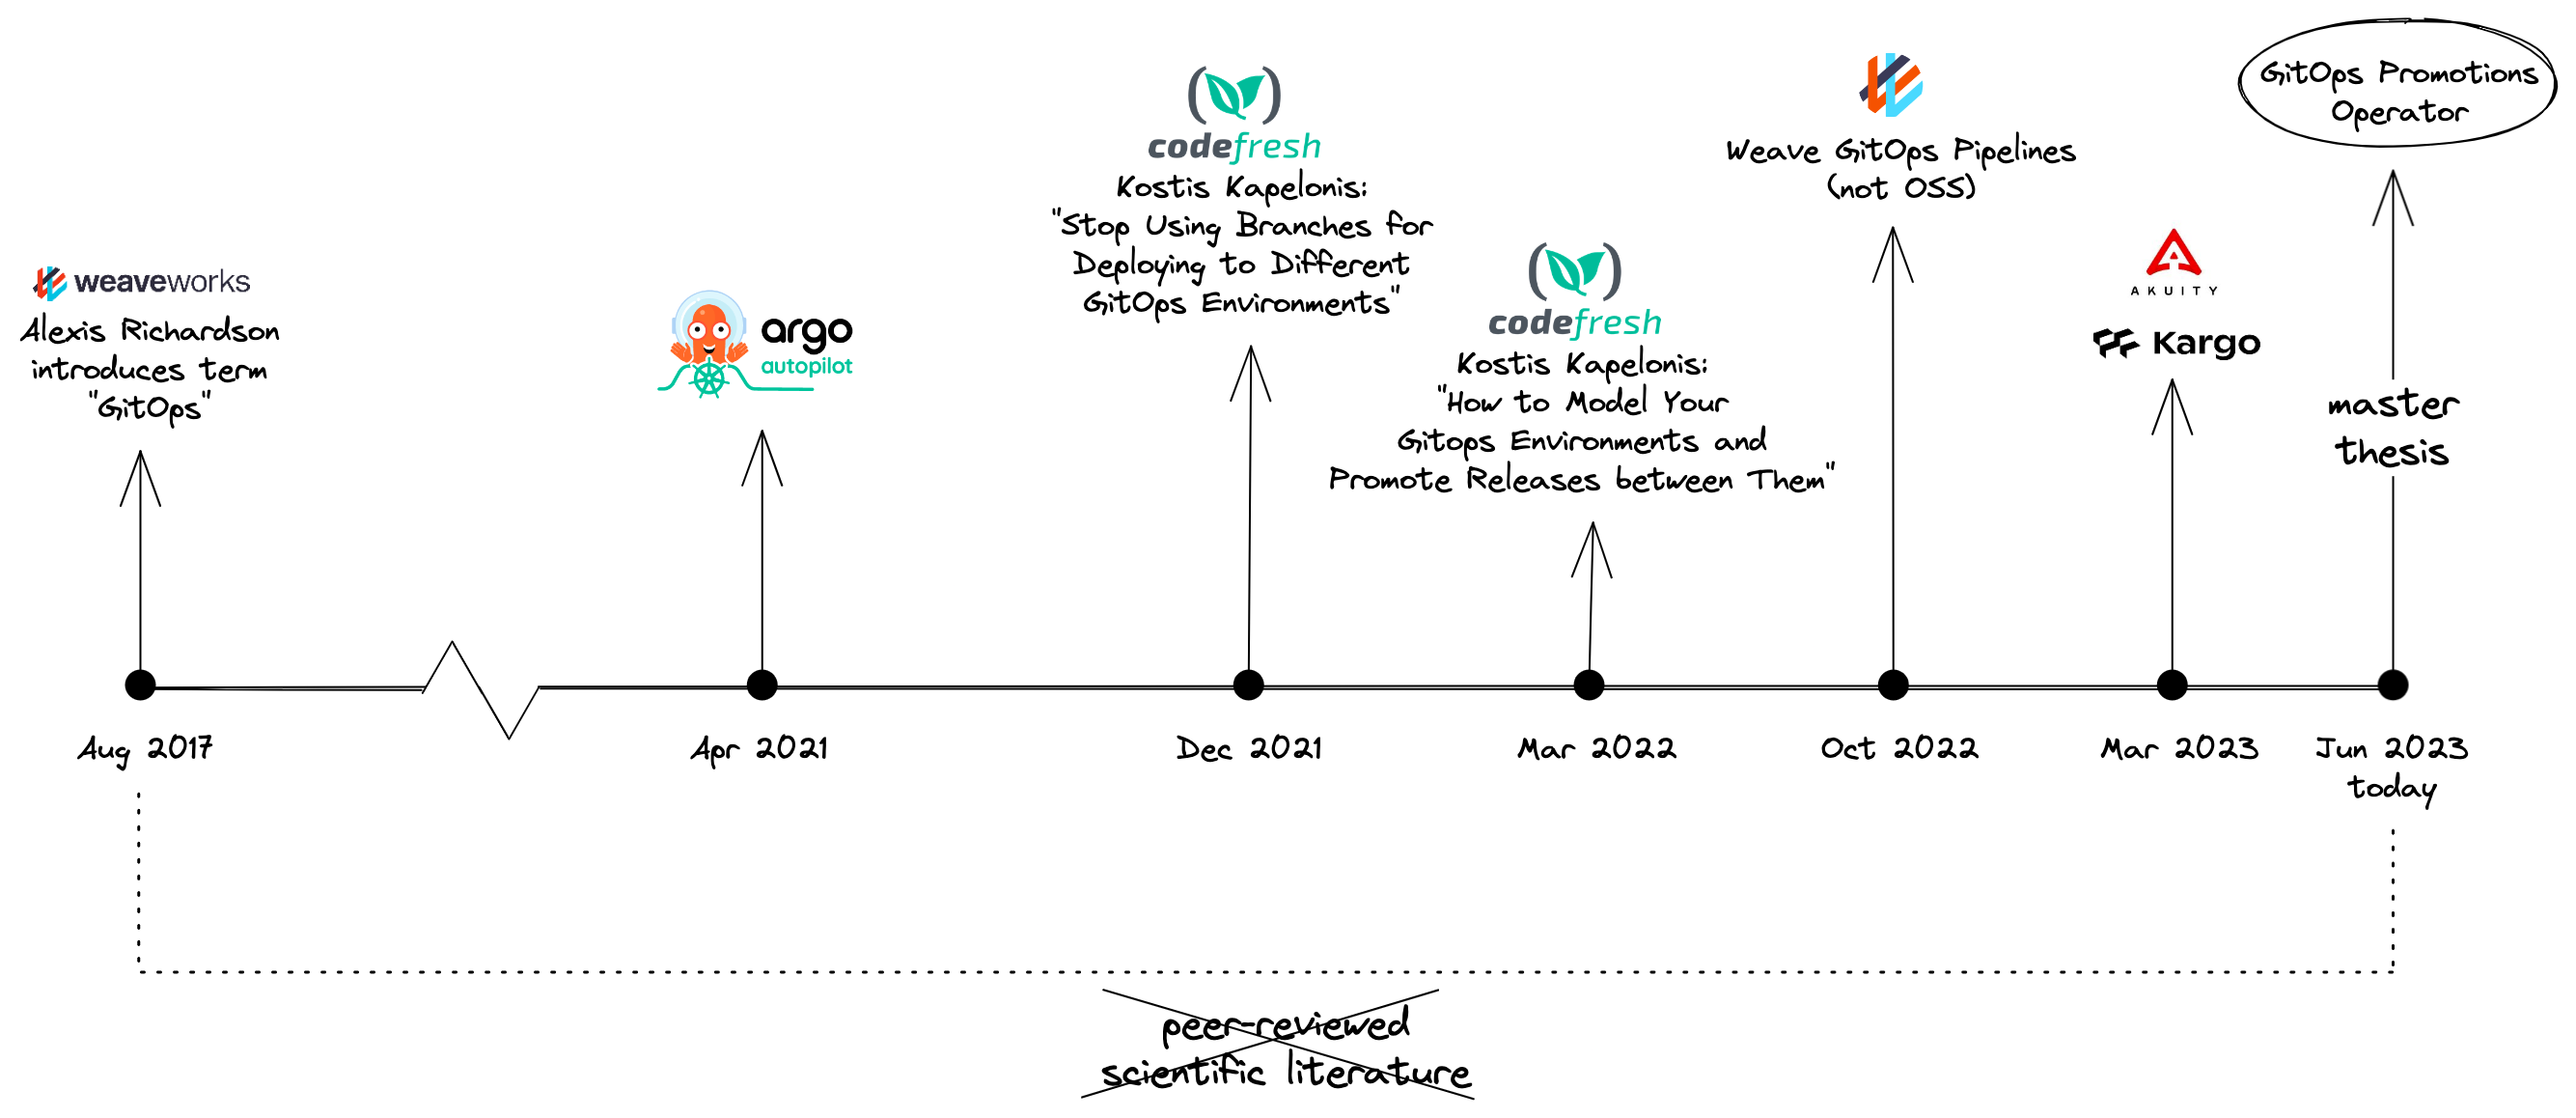 weaveworks
Alexis Richardson
introduces term
"GitOps"
argo
autopilot
codefresh
Kostis Kapelonis:
"Stop Using Branches for
Deploying to Different
GitOps Environments"
codefresh
Kostis Kapelonis:
"How to Model Your
Gitops Environments and
Promote Releases between Them"
Weave GitOps Pipelines
(not OSS)
AKUITY
Kargo
GitOps Promotions
Operator
master
thesis
Aug 2017
Apr 2021
Dec 2021
Mar 2022
Oct 2022
Mar 2023
Jun 2023
today
peer-reviewed
scientific literature